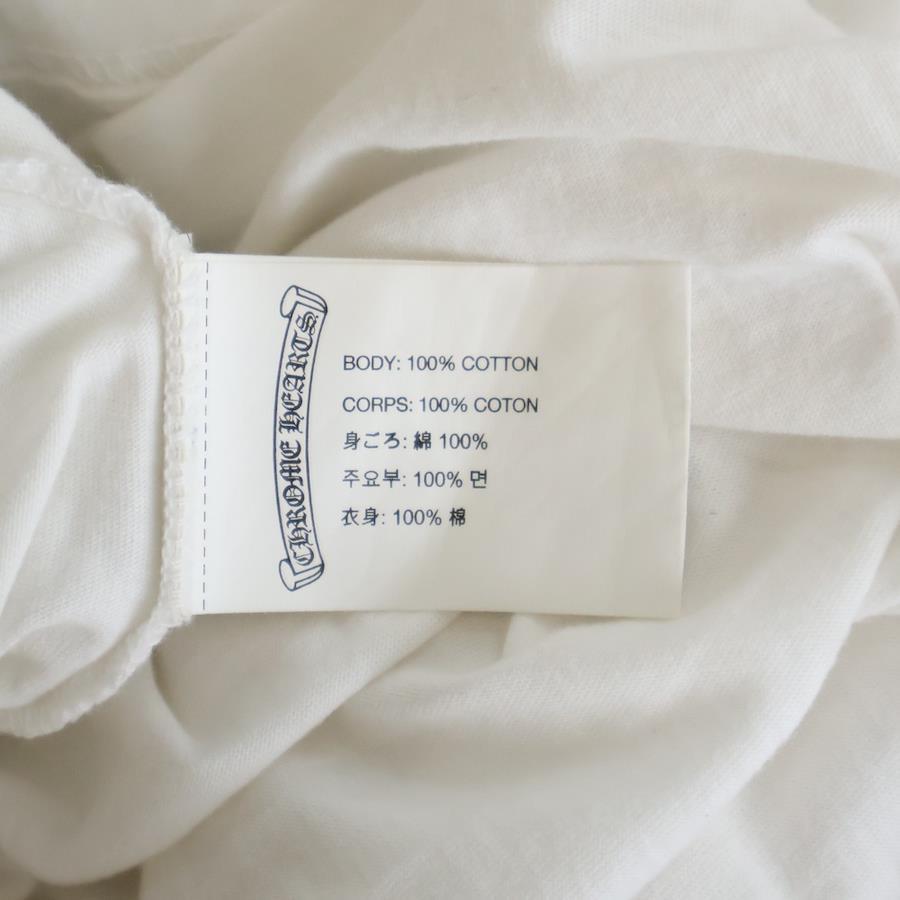 CHROME HEARTS
BODY: 100% COTTON
CORPS: 100% COTON
身ごろ: 綿 100%
주요부: 100% 면
衣身: 100% 棉